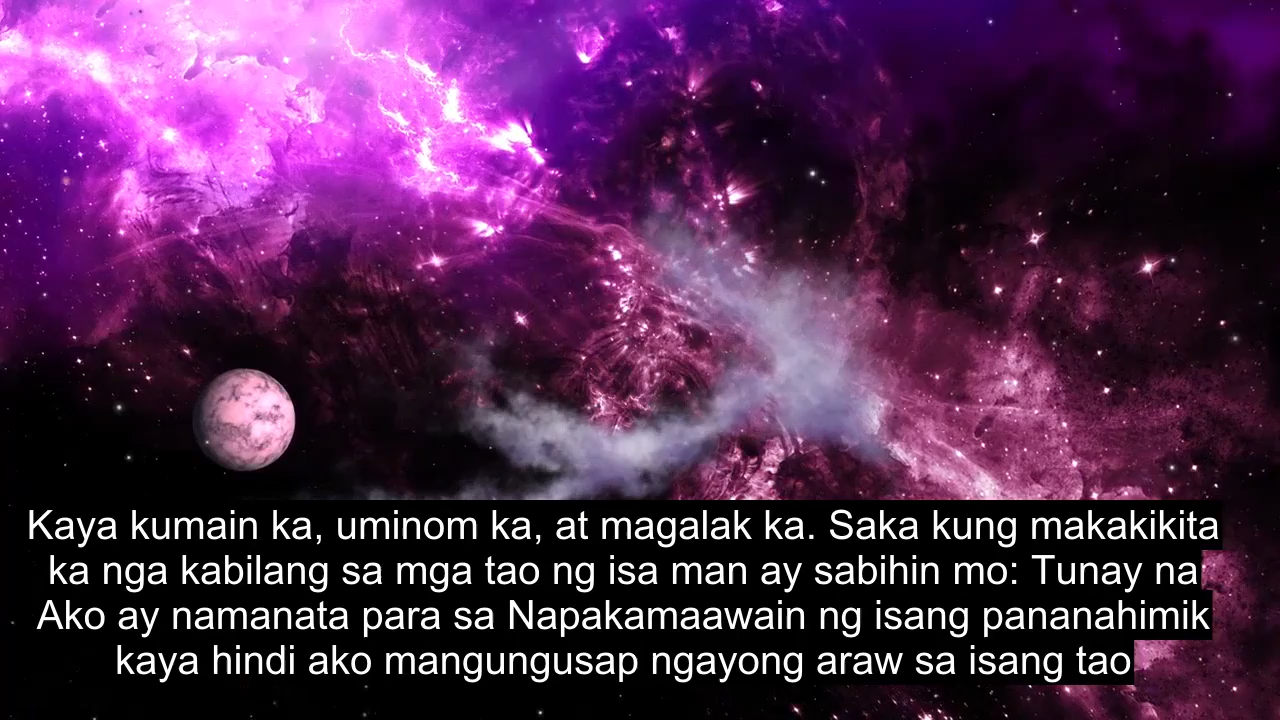 Kaya kumain ka, uminom ka, at magalak ka. Saka kung makakikita
ka nga kabilang sa mga tao ng isa man ay sabihin mo: Tunay na
Ako ay namanata para sa Napakamaawain ng isang pananahimik
kaya hindi ako mangungusap ngayong araw sa isang tao